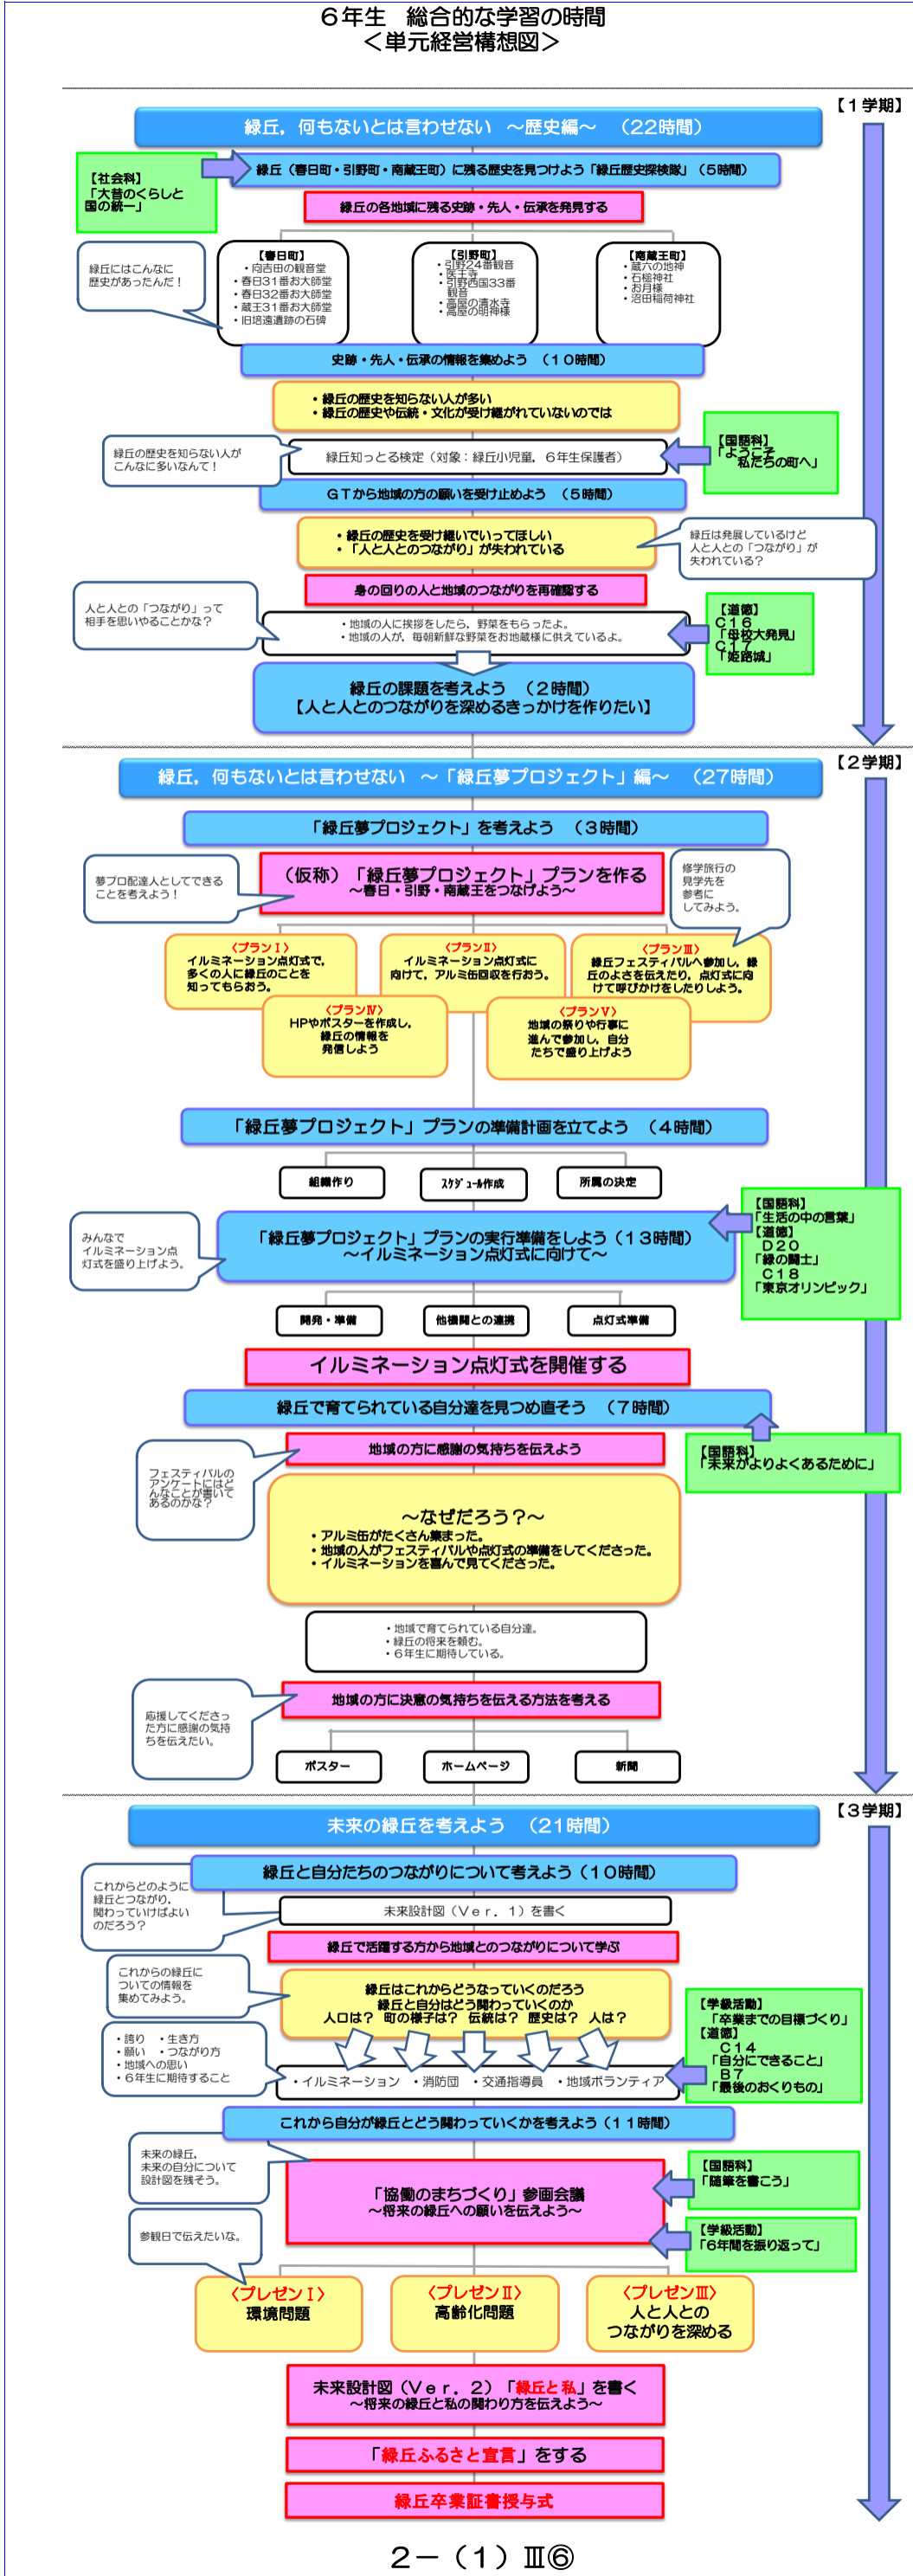 6年生　総合的な学習の時間
＜単元経営構想図＞
【1学期】
緑丘，何もないとは言わせない　～歴史編～　（22時間）
【社会科】
「大昔のくらしと
国の統一」
緑丘（春日町・引野町・南蔵王町）に残る歴史を見つけよう「緑丘歴史探検隊」（5時間）
緑丘の各地域に残る史跡・先人・伝承を発見する
緑丘にはこんなに
歴史があったんだ！
【春日町】
・向吉田の観音堂
・春日31番お大師堂
・春日32番お大師堂
・蔵王31番お大師堂
・旧培遠遺跡の石碑
【引野町】
・引野24番観音
・医王寺
・引野西国33番
観音
・高屋の清水寺
・高屋の明神様
【南蔵王町】
・蔵六の地神
・石槌神社
・お月様
・沼田稲荷神社
史跡・先人・伝承の情報を集めよう　（10時間）
・緑丘の歴史を知らない人が多い
・緑丘の歴史や伝統・文化が受け継がれていないのでは
緑丘の歴史を知らない人が
こんなに多いなんて！
緑丘知っとる検定（対象：緑丘小児童，6年生保護者）
【国語科】
「ようこそ
私たちの町へ」
GTから地域の方の願いを受け止めよう　（5時間）
・緑丘の歴史を受け継いでいってほしい
・「人と人とのつながり」が失われている
緑丘は発展しているけど
人と人との「つながり」が
失われている？
身の回りの人と地域のつながりを再確認する
人と人との「つながり」って
相手を思いやることかな？
・地域の人に挨拶をしたら，野菜をもらったよ。
・地域の人が，毎朝新鮮な野菜をお地蔵様に供えているよ。
【道徳】
C16
「母校大発見」
C17
「姫路城」
緑丘の課題を考えよう　（2時間）
【人と人とのつながりを深めるきっかけを作りたい】
【2学期】
緑丘，何もないとは言わせない　～「緑丘夢プロジェクト」編～　（27時間）
「緑丘夢プロジェクト」を考えよう　（3時間）
夢プロ配達人としてできる
ことを考えよう！
（仮称）「緑丘夢プロジェクト」プランを作る
～春日・引野・南蔵王をつなげよう～
修学旅行の
見学先を
参考に
してみよう。
〈プランⅠ〉
イルミネーション点灯式で，
多くの人に緑丘のことを
知ってもらおう。
〈プランⅡ〉
イルミネーション点灯式に
向けて，アルミ缶回収を行おう。
〈プランⅢ〉
緑丘フェスティバルへ参加し，緑
丘のよさを伝えたり，点灯式に向
けて呼びかけをしたりしよう。
〈プランⅣ〉
HPやポスターを作成し，
緑丘の情報を
発信しよう
〈プランⅤ〉
地域の祭りや行事に
進んで参加し，自分
たちで盛り上げよう
「緑丘夢プロジェクト」プランの準備計画を立てよう　（4時間）
組織作り
ｽｹｼﾞｭｰﾙ作成
所属の決定
みんなで
イルミネーション点
灯式を盛り上げよう。
「緑丘夢プロジェクト」プランの実行準備をしよう（13時間）
～イルミネーション点灯式に向けて～
【国語科】
「生活の中の言葉」
【道徳】
D20
「緑の闘士」
C18
「東京オリンピック」
開発・準備
他機関との連携
点灯式準備
イルミネーション点灯式を開催する
緑丘で育てられている自分達を見つめ直そう　（7時間）
地域の方に感謝の気持ちを伝えよう
【国語科】
「未来がよりよくあるために」
フェスティバルの
アンケートにはど
んなことが書いて
あるのかな？
～なぜだろう？～
・アルミ缶がたくさん集まった。
・地域の人がフェスティバルや点灯式の準備をしてくださった。
・イルミネーションを喜んで見てくださった。
・地域で育てられている自分達。
・緑丘の将来を頼む。
・6年生に期待している。
地域の方に決意の気持ちを伝える方法を考える
応援してくださっ
た方に感謝の気持
ちを伝えたい。
ポスター
ホームページ
新聞
【3学期】
未来の緑丘を考えよう　（21時間）
緑丘と自分たちのつながりについて考えよう（10時間）
これからどのように
緑丘とつながり，
関わっていけばよい
のだろう？
未来設計図（Ver．1）を書く
緑丘で活躍する方から地域とのつながりについて学ぶ
これからの緑丘に
ついての情報を
集めてみよう。
緑丘はこれからどうなっていくのだろう
緑丘と自分はどう関わっていくのか
人口は？　町の様子は？　伝統は？　歴史は？　人は？
【学級活動】
「卒業までの目標づくり」
【道徳】
C14
「自分にできること」
B7
「最後のおくりもの」
・誇り　・生き方
・願い　・つながり方
・地域への思い
・6年生に期待すること
・イルミネーション　・消防団　・交通指導員　・地域ボランティア
これから自分が緑丘とどう関わっていくかを考えよう（11時間）
未来の緑丘，
未来の自分について
設計図を残そう。
「協働のまちづくり」参画会議
～将来の緑丘への願いを伝えよう～
【国語科】
「随筆を書こう」
参観日で伝えたいな。
【学級活動】
「6年間を振り返って」
〈プレゼンⅠ〉
環境問題
〈プレゼンⅡ〉
高齢化問題
〈プレゼンⅢ〉
人と人との
つながりを深める
未来設計図（Ver．2）「緑丘と私」を書く
～将来の緑丘と私の関わり方を伝えよう～
「緑丘ふるさと宣言」をする
緑丘卒業証書授与式
2－（1）Ⅲ⑥